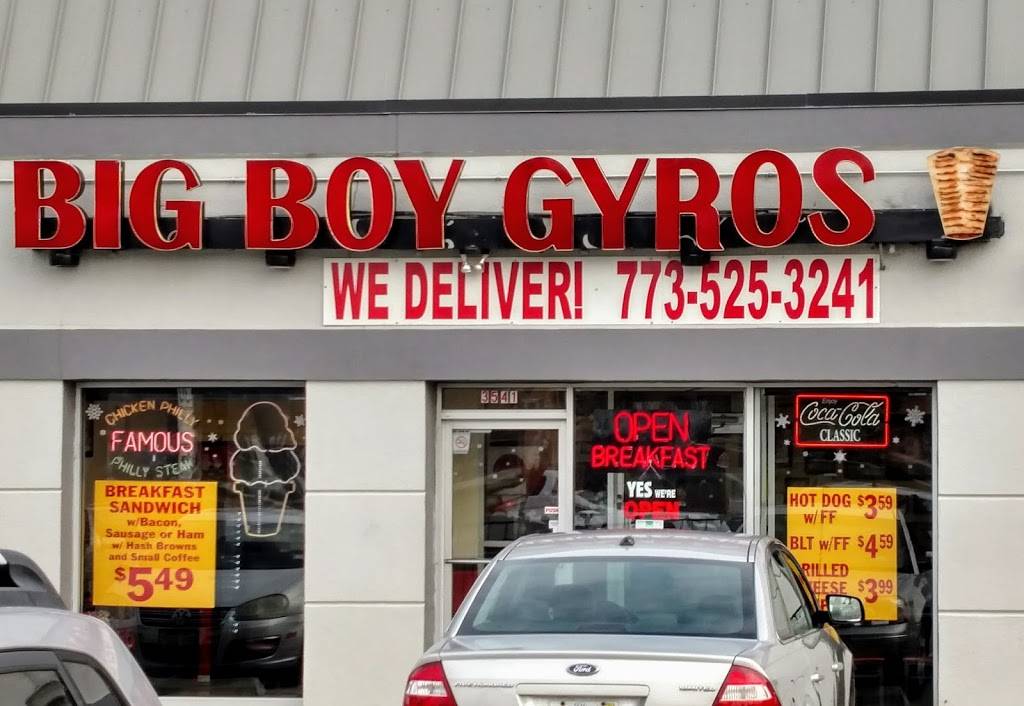 BIG BOY GYROS
WE DELIVER! 773-525-3241
3541
CHICKEN PHILLY
FAMOUS
PHILLY STEAK
BREAKFAST
SANDWICH
w/Bacon,
Sausage or Ham
w/ Hash Browns
and Small Coffee
$5.49
OPEN
BREAKFAST
YES WE'RE
OPEN
PUSH
Enjoy
Coca-Cola
CLASSIC
HOT DOG $3.59
w/FF
BLT w/FF $4.59
RILLED
EESE $3.99
Ford